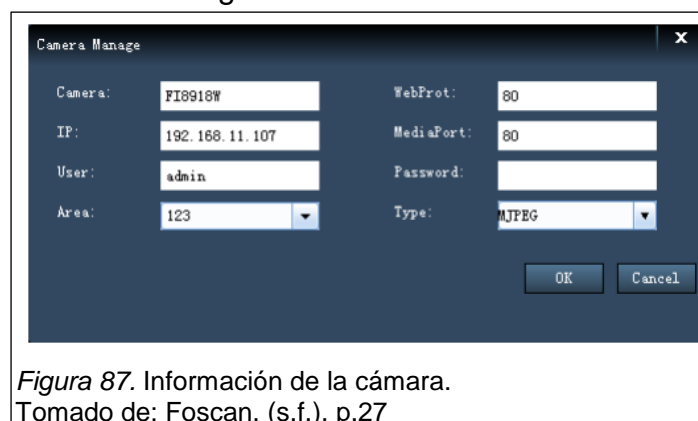 Camera Manage x
Camera: FI8918W WebProt: 80
IP: 192.168.11.107 MediaPort: 80
User: admin Password:
Area: 123 Type: MJPEG
OK Cancel
Figura 87. Información de la cámara.
Tomado de: Foscan. (s.f.). p.27